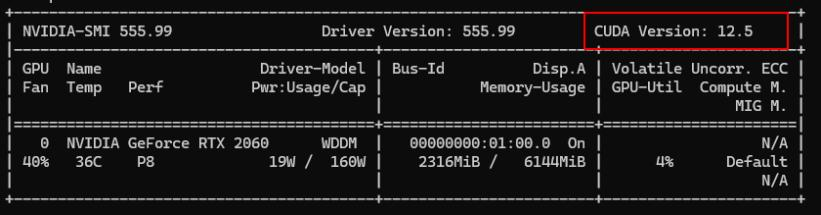 NVIDIA-SMI 555.99 Driver Version: 555.99 CUDA Version: 12.5
GPU Name Driver-Model Bus-Id Disp.A Volatile Uncorr. ECC
Fan Temp Perf Pwr:Usage/Cap Memory-Usage GPU-Util Compute M.
MIG M.
0 NVIDIA GeForce RTX 2060 WDDM 00000000:01:00.0 On N/A
40% 36C P8 19W / 160W 2316MiB / 6144MiB 4% Default
N/A